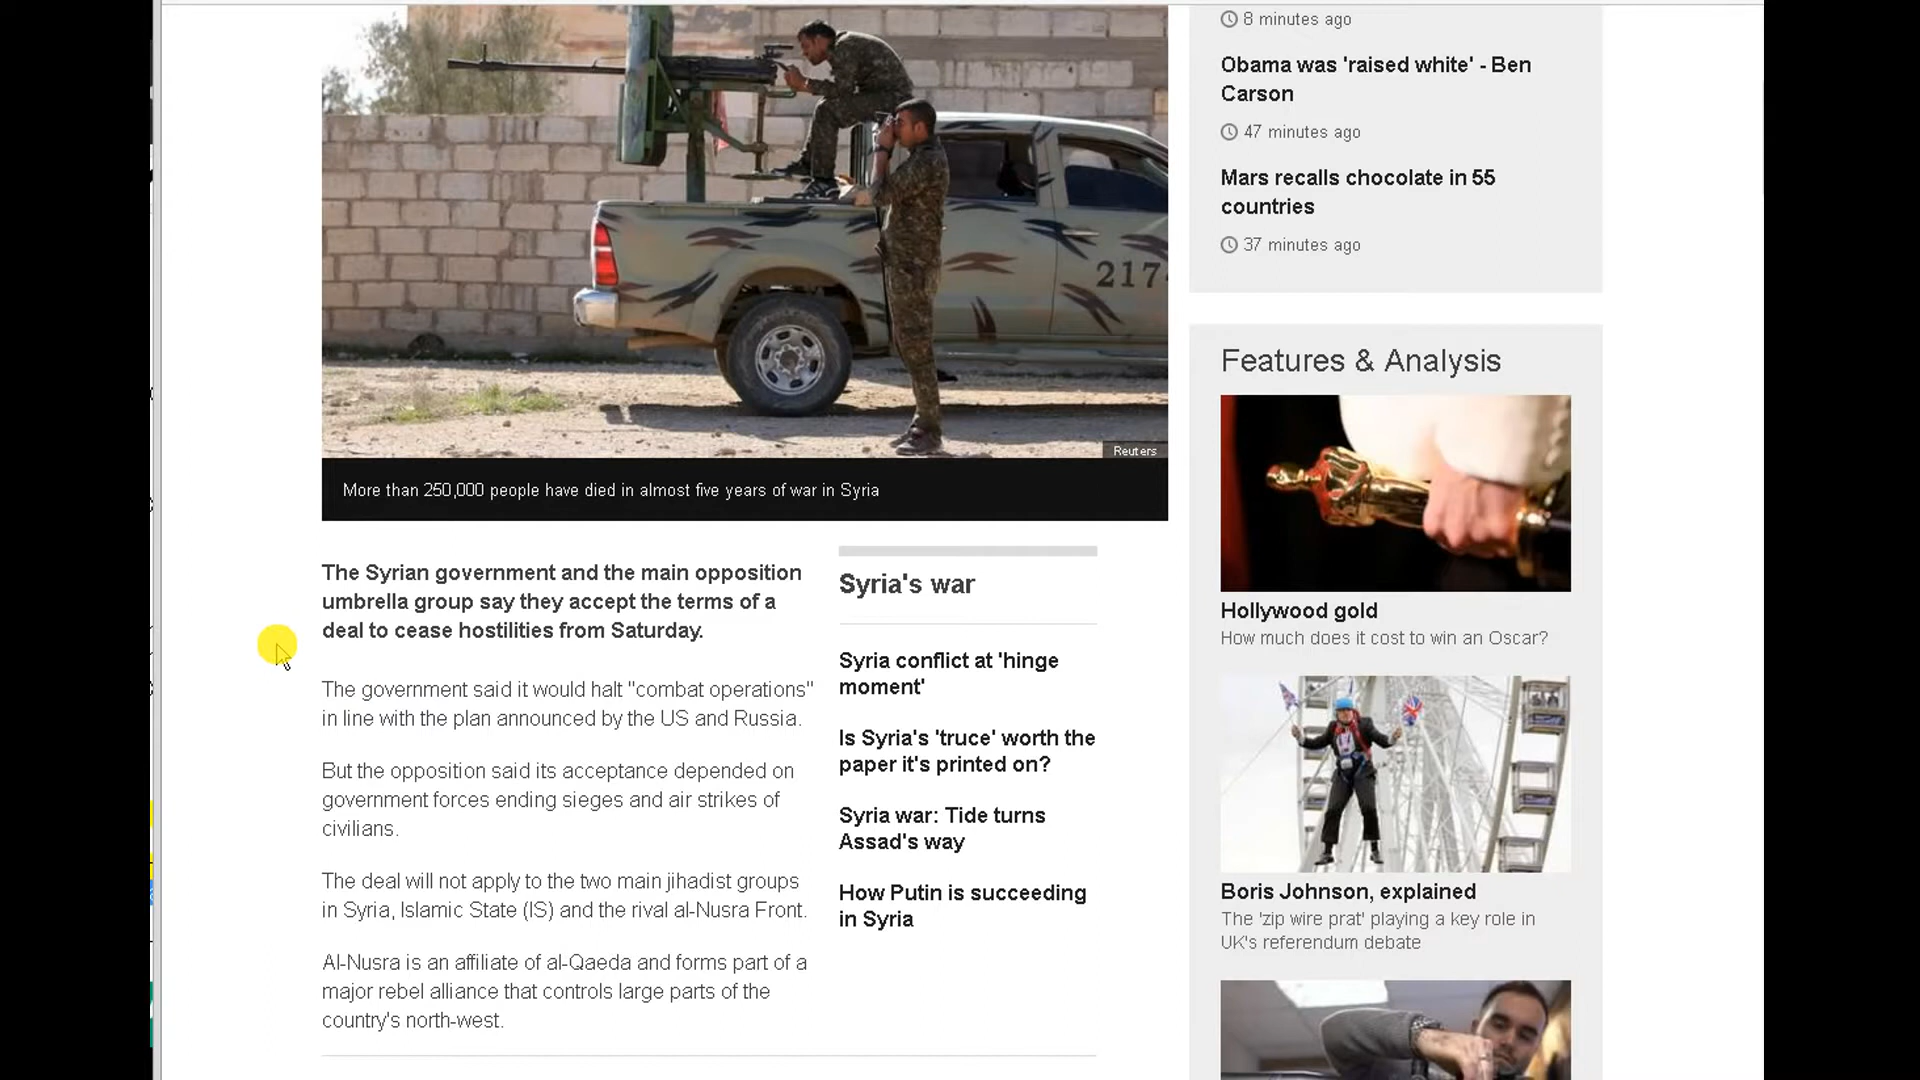 217
Reuters
More than 250,000 people have died in almost five years of war in Syria
The Syrian government and the main opposition
umbrella group say they accept the terms of a
deal to cease hostilities from Saturday.
The government said it would halt "combat operations"
in line with the plan announced by the US and Russia.
But the opposition said its acceptance depended on
government forces ending sieges and air strikes of
civilians.
The deal will not apply to the two main jihadist groups
in Syria, Islamic State (IS) and the rival al-Nusra Front.
Al-Nusra is an affiliate of al-Qaeda and forms part of a
major rebel alliance that controls large parts of the
country's north-west.
Syria's war
Syria conflict at 'hinge
moment'
Is Syria's 'truce' worth the
paper it's printed on?
Syria war: Tide turns
Assad's way
How Putin is succeeding
in Syria
8 minutes ago
Obama was 'raised white' - Ben
Carson
47 minutes ago
Mars recalls chocolate in 55
countries
37 minutes ago
Features & Analysis
Hollywood gold
How much does it cost to win an Oscar?
Boris Johnson, explained
The 'zip wire prat' playing a key role in
UK's referendum debate